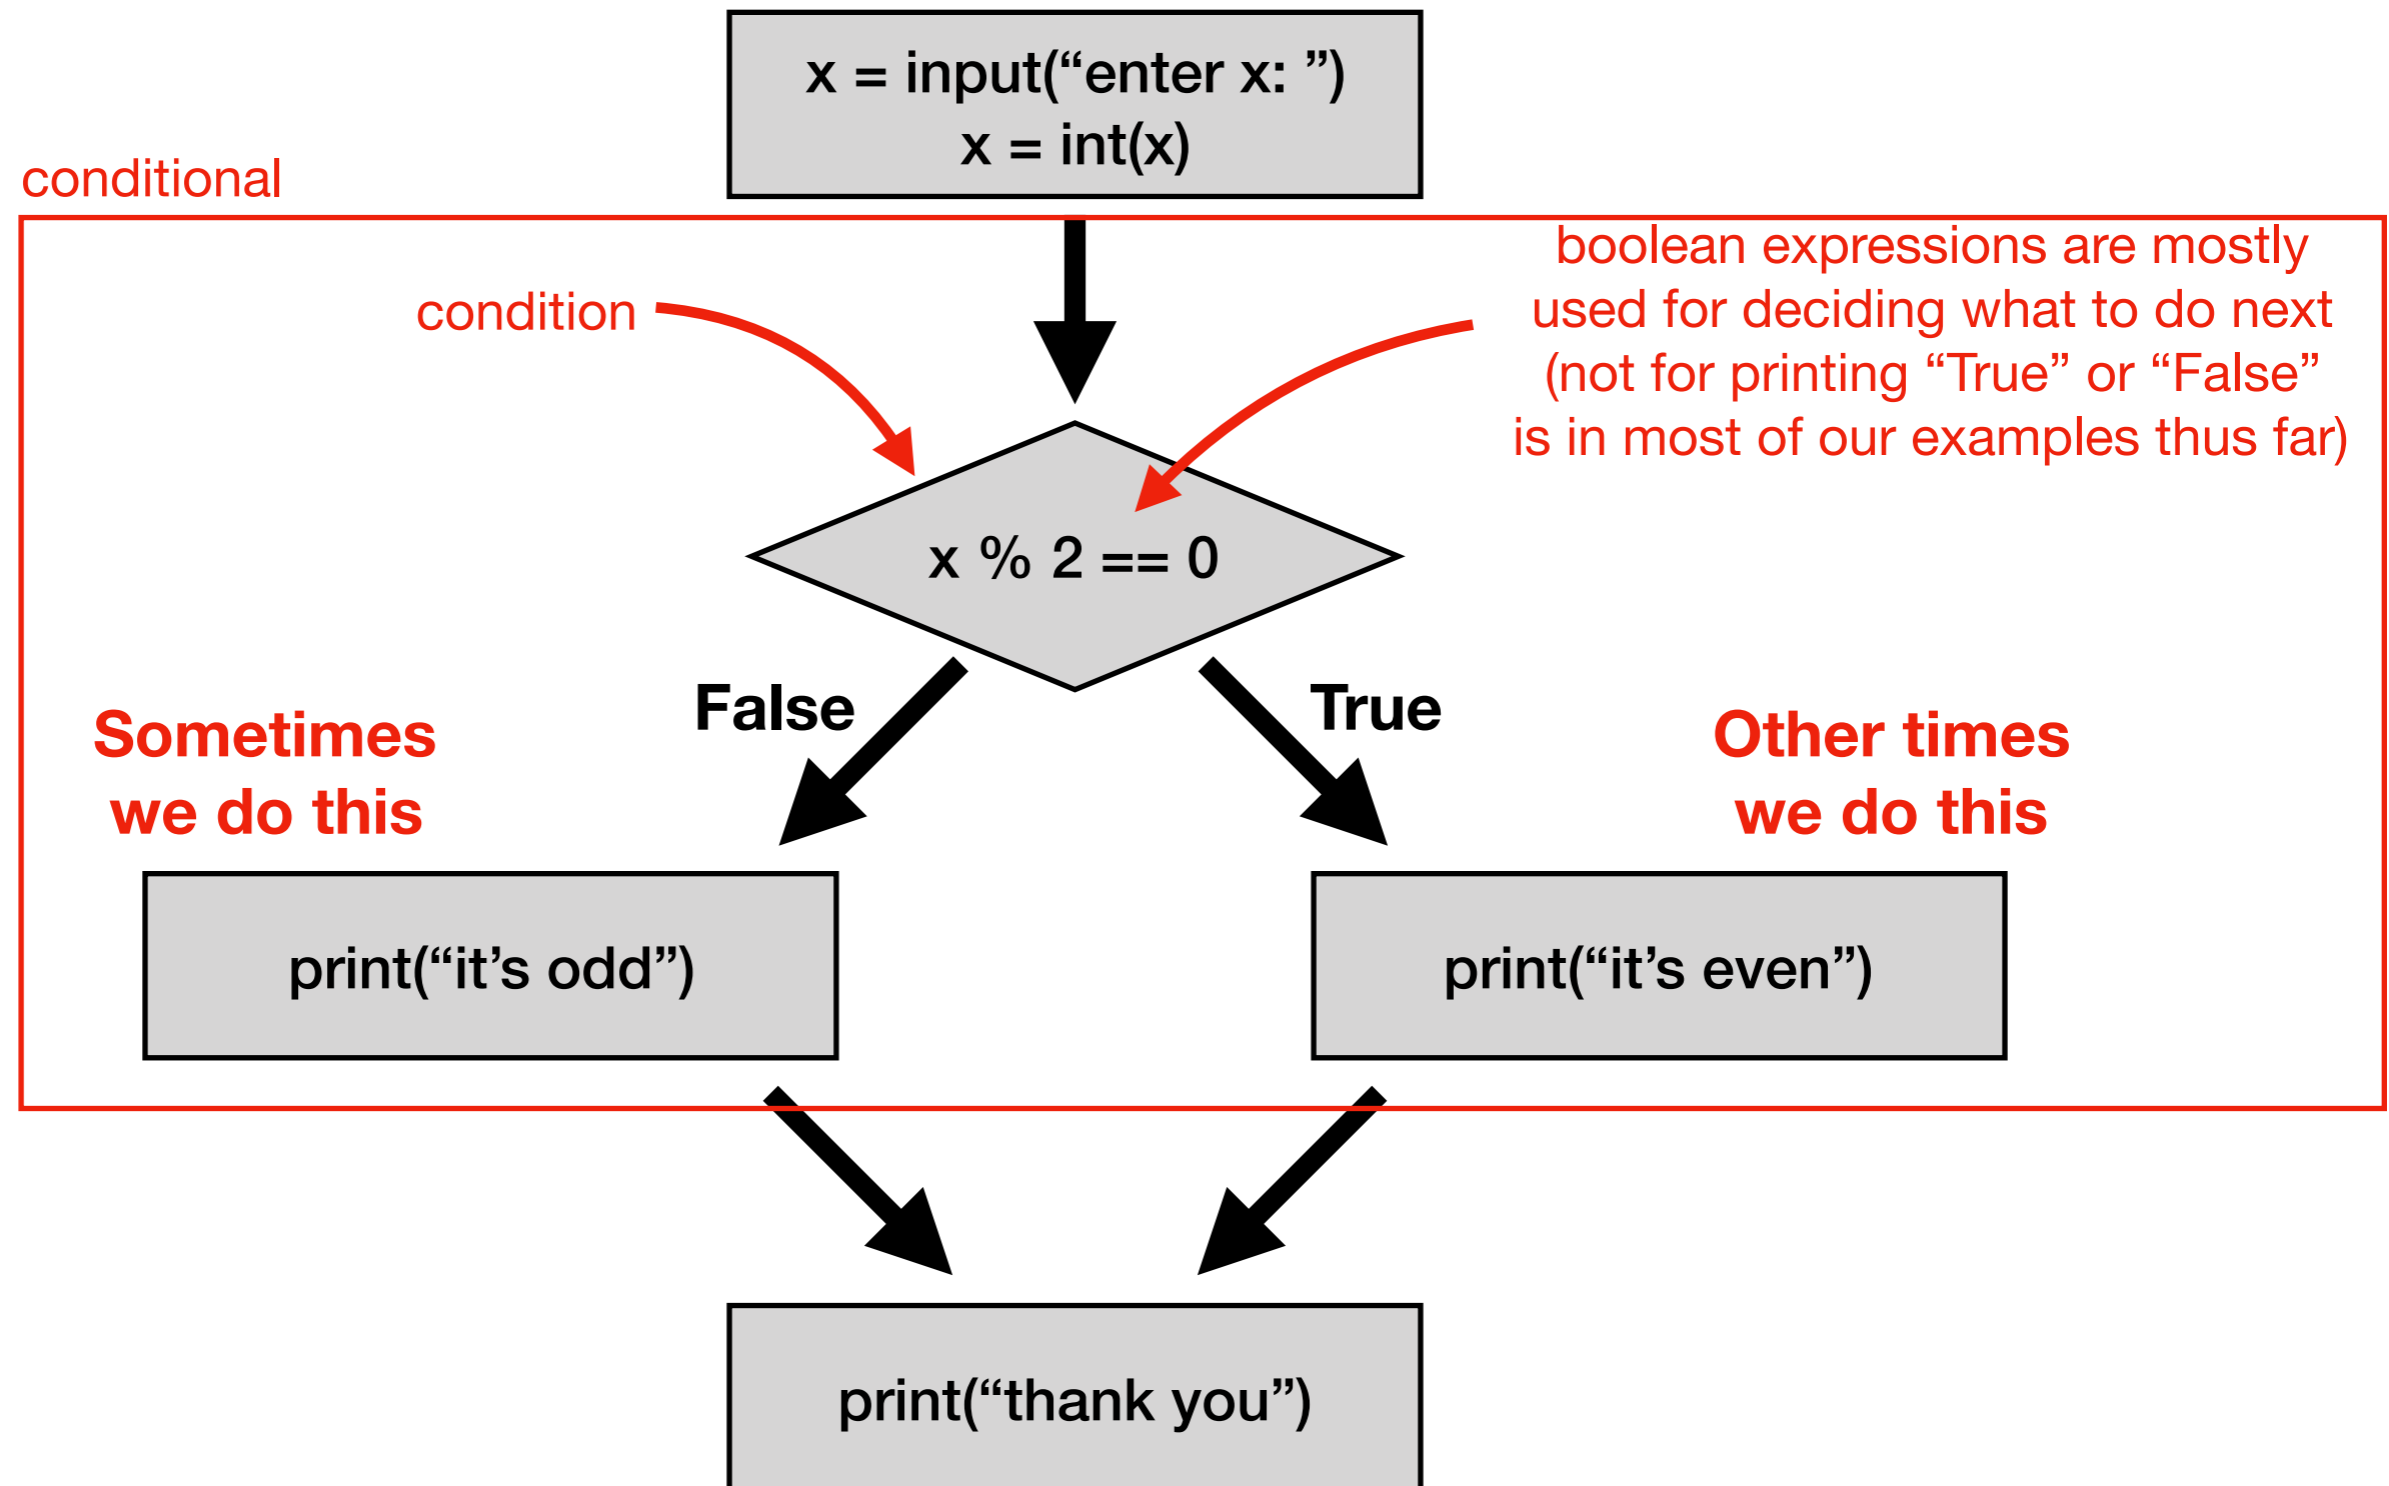 x = input(“enter x: ”)
x = int(x)
conditional
condition
boolean expressions are mostly
used for deciding what to do next
(not for printing “True” or “False”
is in most of our examples thus far)
x % 2 == 0
False
True
Sometimes
we do this
Other times
we do this
print(“it’s odd”)
print(“it’s even”)
print(“thank you”)